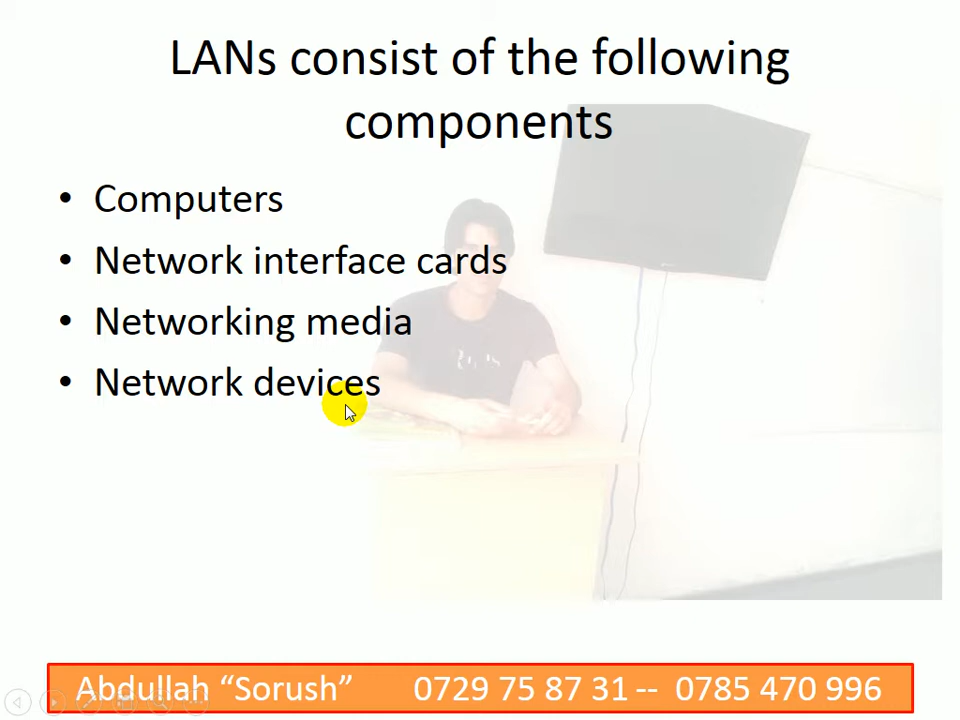 LANs consist of the following
components
• Computers
• Network interface cards
• Networking media
• Network devices
Abdullah “Sorush” 0729 75 87 31 -- 0785 470 996